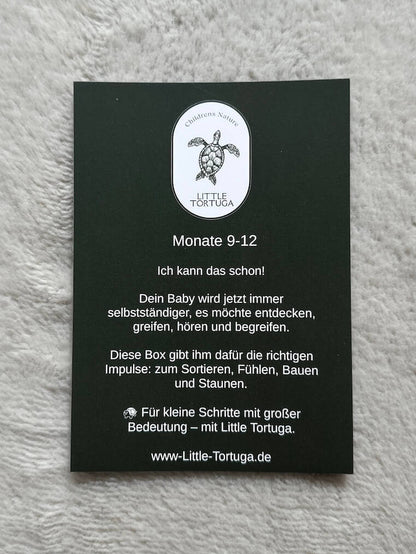 Childrens Nature
LITTLE
TORTUGA
Monate 9-12
Ich kann das schon!
Dein Baby wird jetzt immer
selbstständiger, es möchte entdecken,
greifen, hören und begreifen.
Diese Box gibt ihm dafür die richtigen
Impulse: zum Sortieren, Fühlen, Bauen
und Staunen.
🐢 Für kleine Schritte mit großer
Bedeutung – mit Little Tortuga.
www-Little-Tortuga.de